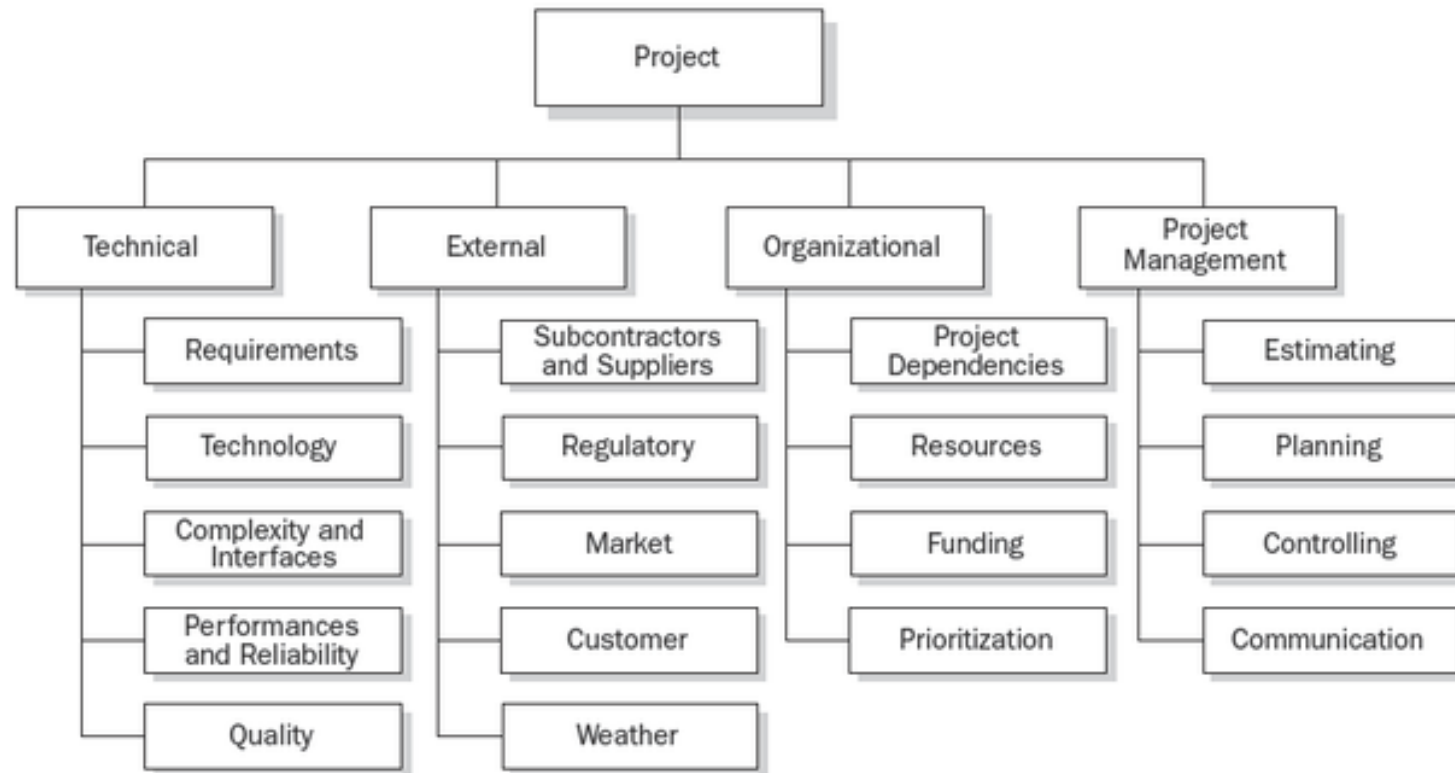 Project
Technical
External
Organizational
Project
Management
Requirements
Technology
Complexity and
Interfaces
Performances
and Reliability
Quality
Subcontractors
and Suppliers
Regulatory
Market
Customer
Weather
Project
Dependencies
Resources
Funding
Prioritization
Estimating
Planning
Controlling
Communication